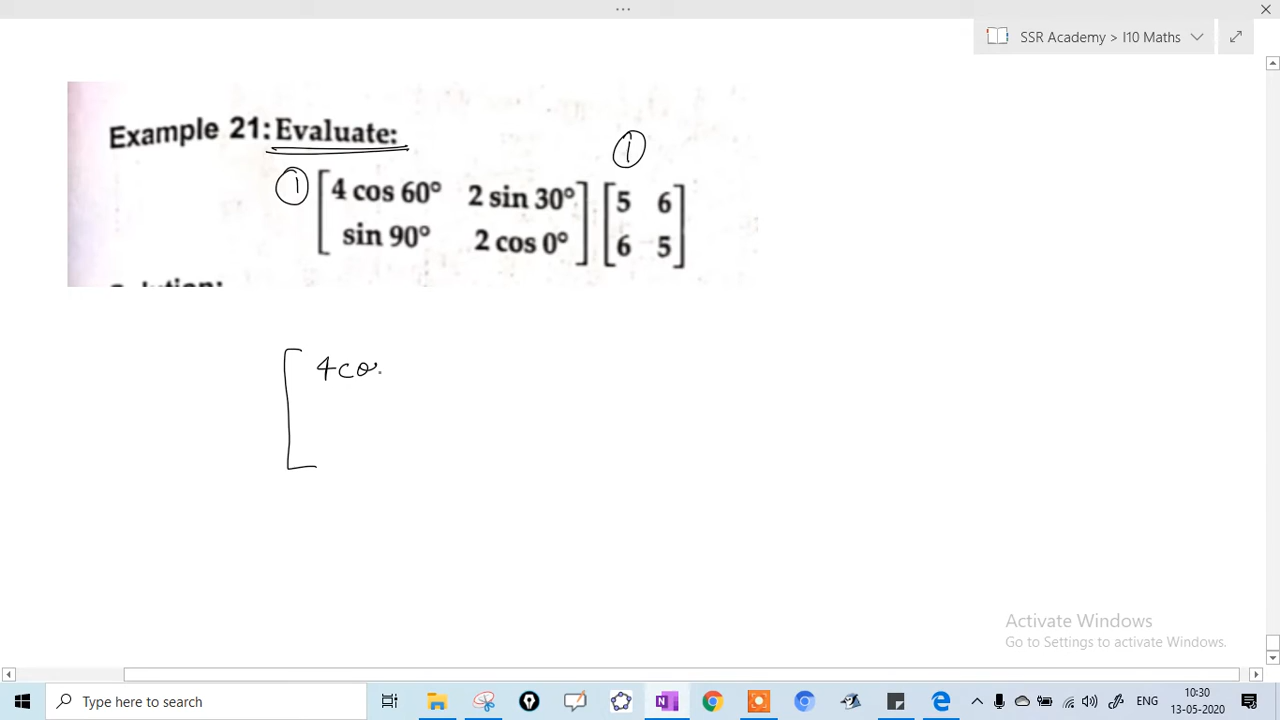 ...
SSR Academy > I10 Maths
Example 21: Evaluate:
① ① [4 cos 60° 2 sin 30°] [5 6]
[sin 90° 2 cos 0°] [6 5]
[ 4co
Activate Windows
Go to Settings to activate Windows.
Type here to search
ENG
10:30
13-05-2020